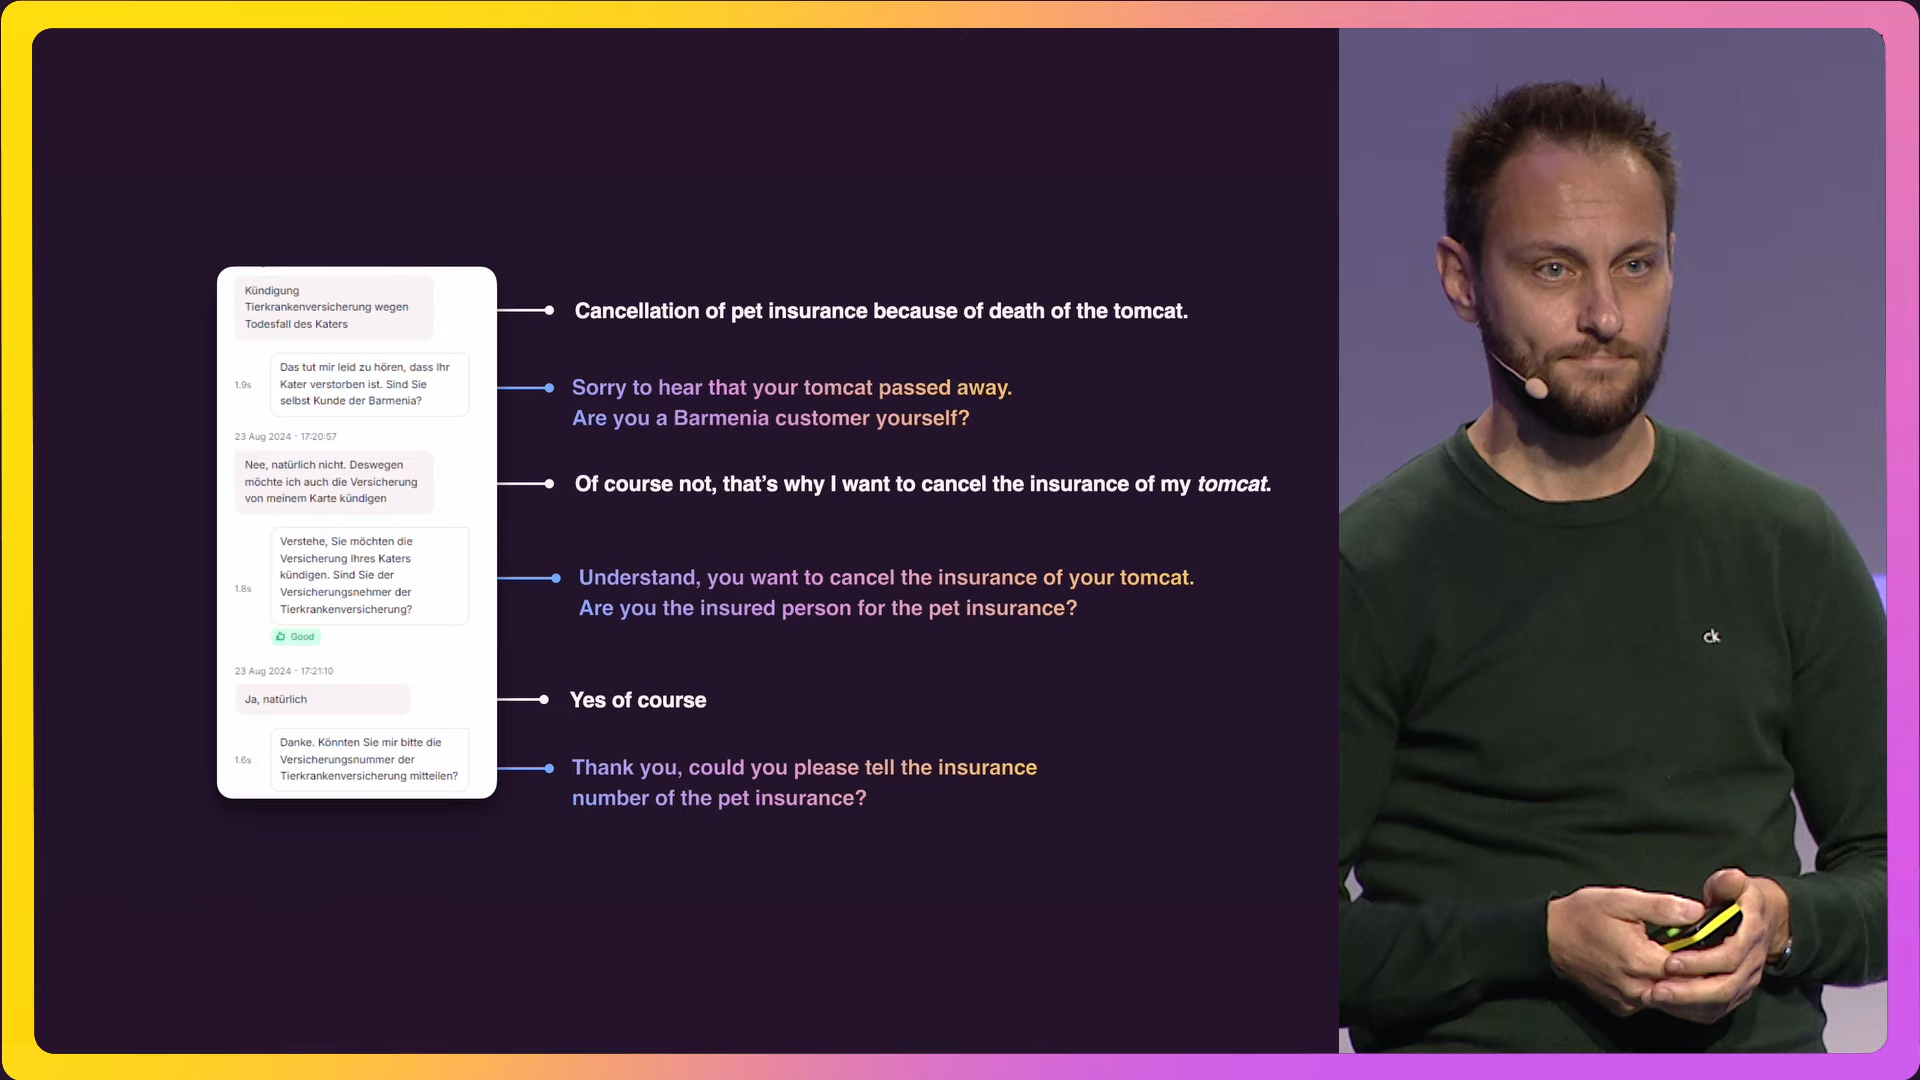 Kündigung
Tierkrankenversicherung wegen
Todesfall des Katers
Cancellation of pet insurance because of death of the tomcat.
Das tut mir leid zu hören, dass Ihr
Kater verstorben ist. Sind Sie
selbst Kunde der Barmenia?
1.9s
Sorry to hear that your tomcat passed away.
Are you a Barmenia customer yourself?
23 Aug 2024 - 17:20:57
Nee, natürlich nicht. Deswegen
möchte ich auch die Versicherung
von meinem Karte kündigen
Of course not, that's why I want to cancel the insurance of my tomcat.
Verstehe, Sie möchten die
Versicherung Ihres Katers
kündigen. Sind Sie der
Versicherungsnehmer der
Tierkrankenversicherung?
1.8s
Good
Understand, you want to cancel the insurance of your tomcat.
Are you the insured person for the pet insurance?
23 Aug 2024 - 17:21:10
Ja, natürlich
Yes of course
Danke. Könnten Sie mir bitte die
Versicherungsnummer der
Tierkrankenversicherung mitteilen?
1.6s
Thank you, could you please tell the insurance
number of the pet insurance?
ck